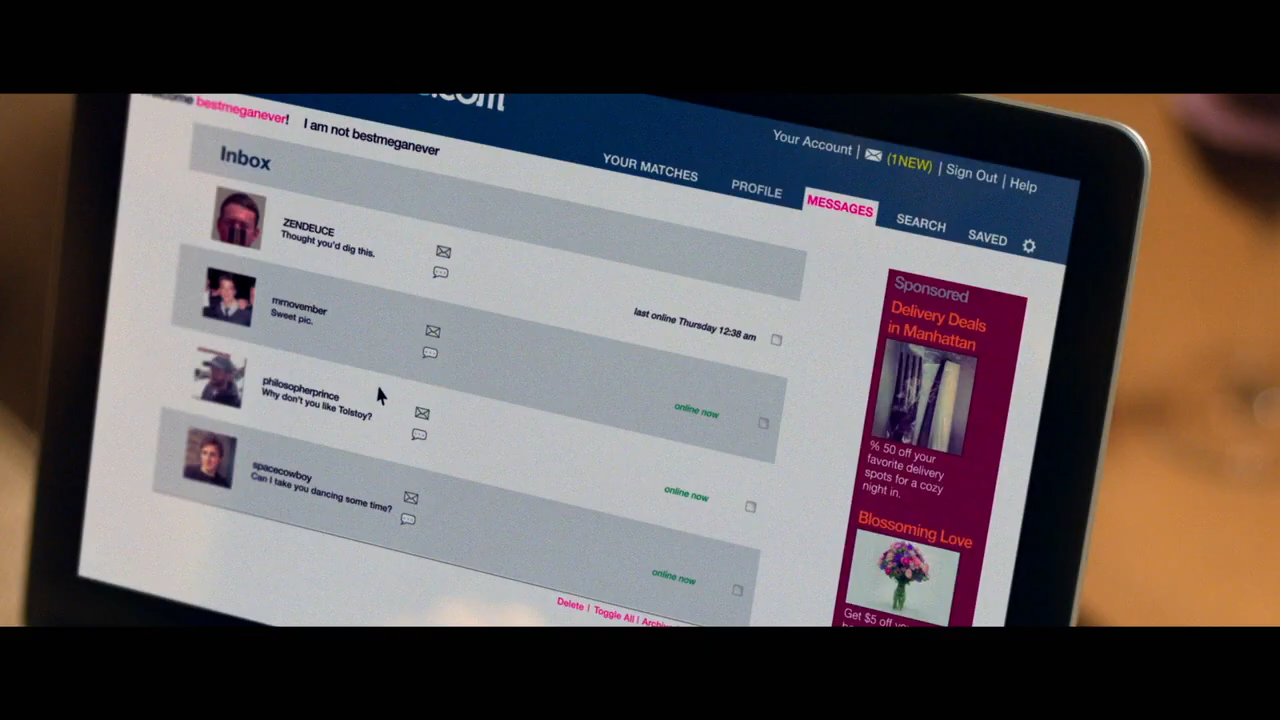 .com
bestmeganever! I am not bestmeganever
Your Account | (1NEW) | Sign Out | Help
YOUR MATCHES PROFILE MESSAGES SEARCH SAVED
Inbox
ZENDEUCE
Thought you'd dig this.
last online Thursday 12:38 am
mrnovember
Sweet pic.
online now
philosopherprince
Why don't you like Tolstoy?
online now
spacecowboy
Can I take you dancing some time?
online now
Delete | Toggle All |
Sponsored
Delivery Deals
in Manhattan
% 50 off your
favorite delivery
spots for a cozy
night in.
Blossoming Love
Get $5 off